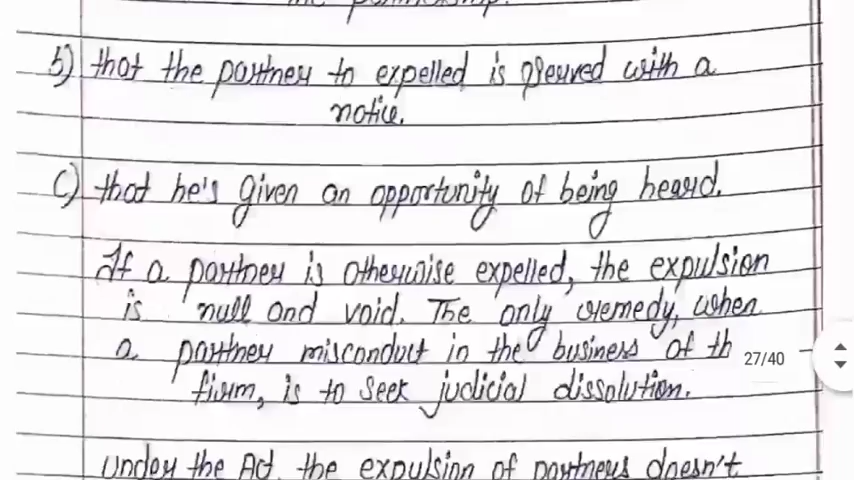 the partnership.
b) that the partner to expelled is served with a
notice.
c) that he's given an opportunity of being heard.
If a partner is otherwise expelled, the expulsion
is null and void. The only remedy, when
a partner misconduct in the business of th
27/40
firm, is to seek judicial dissolution.
Under the Act, the expulsion of partners doesn't